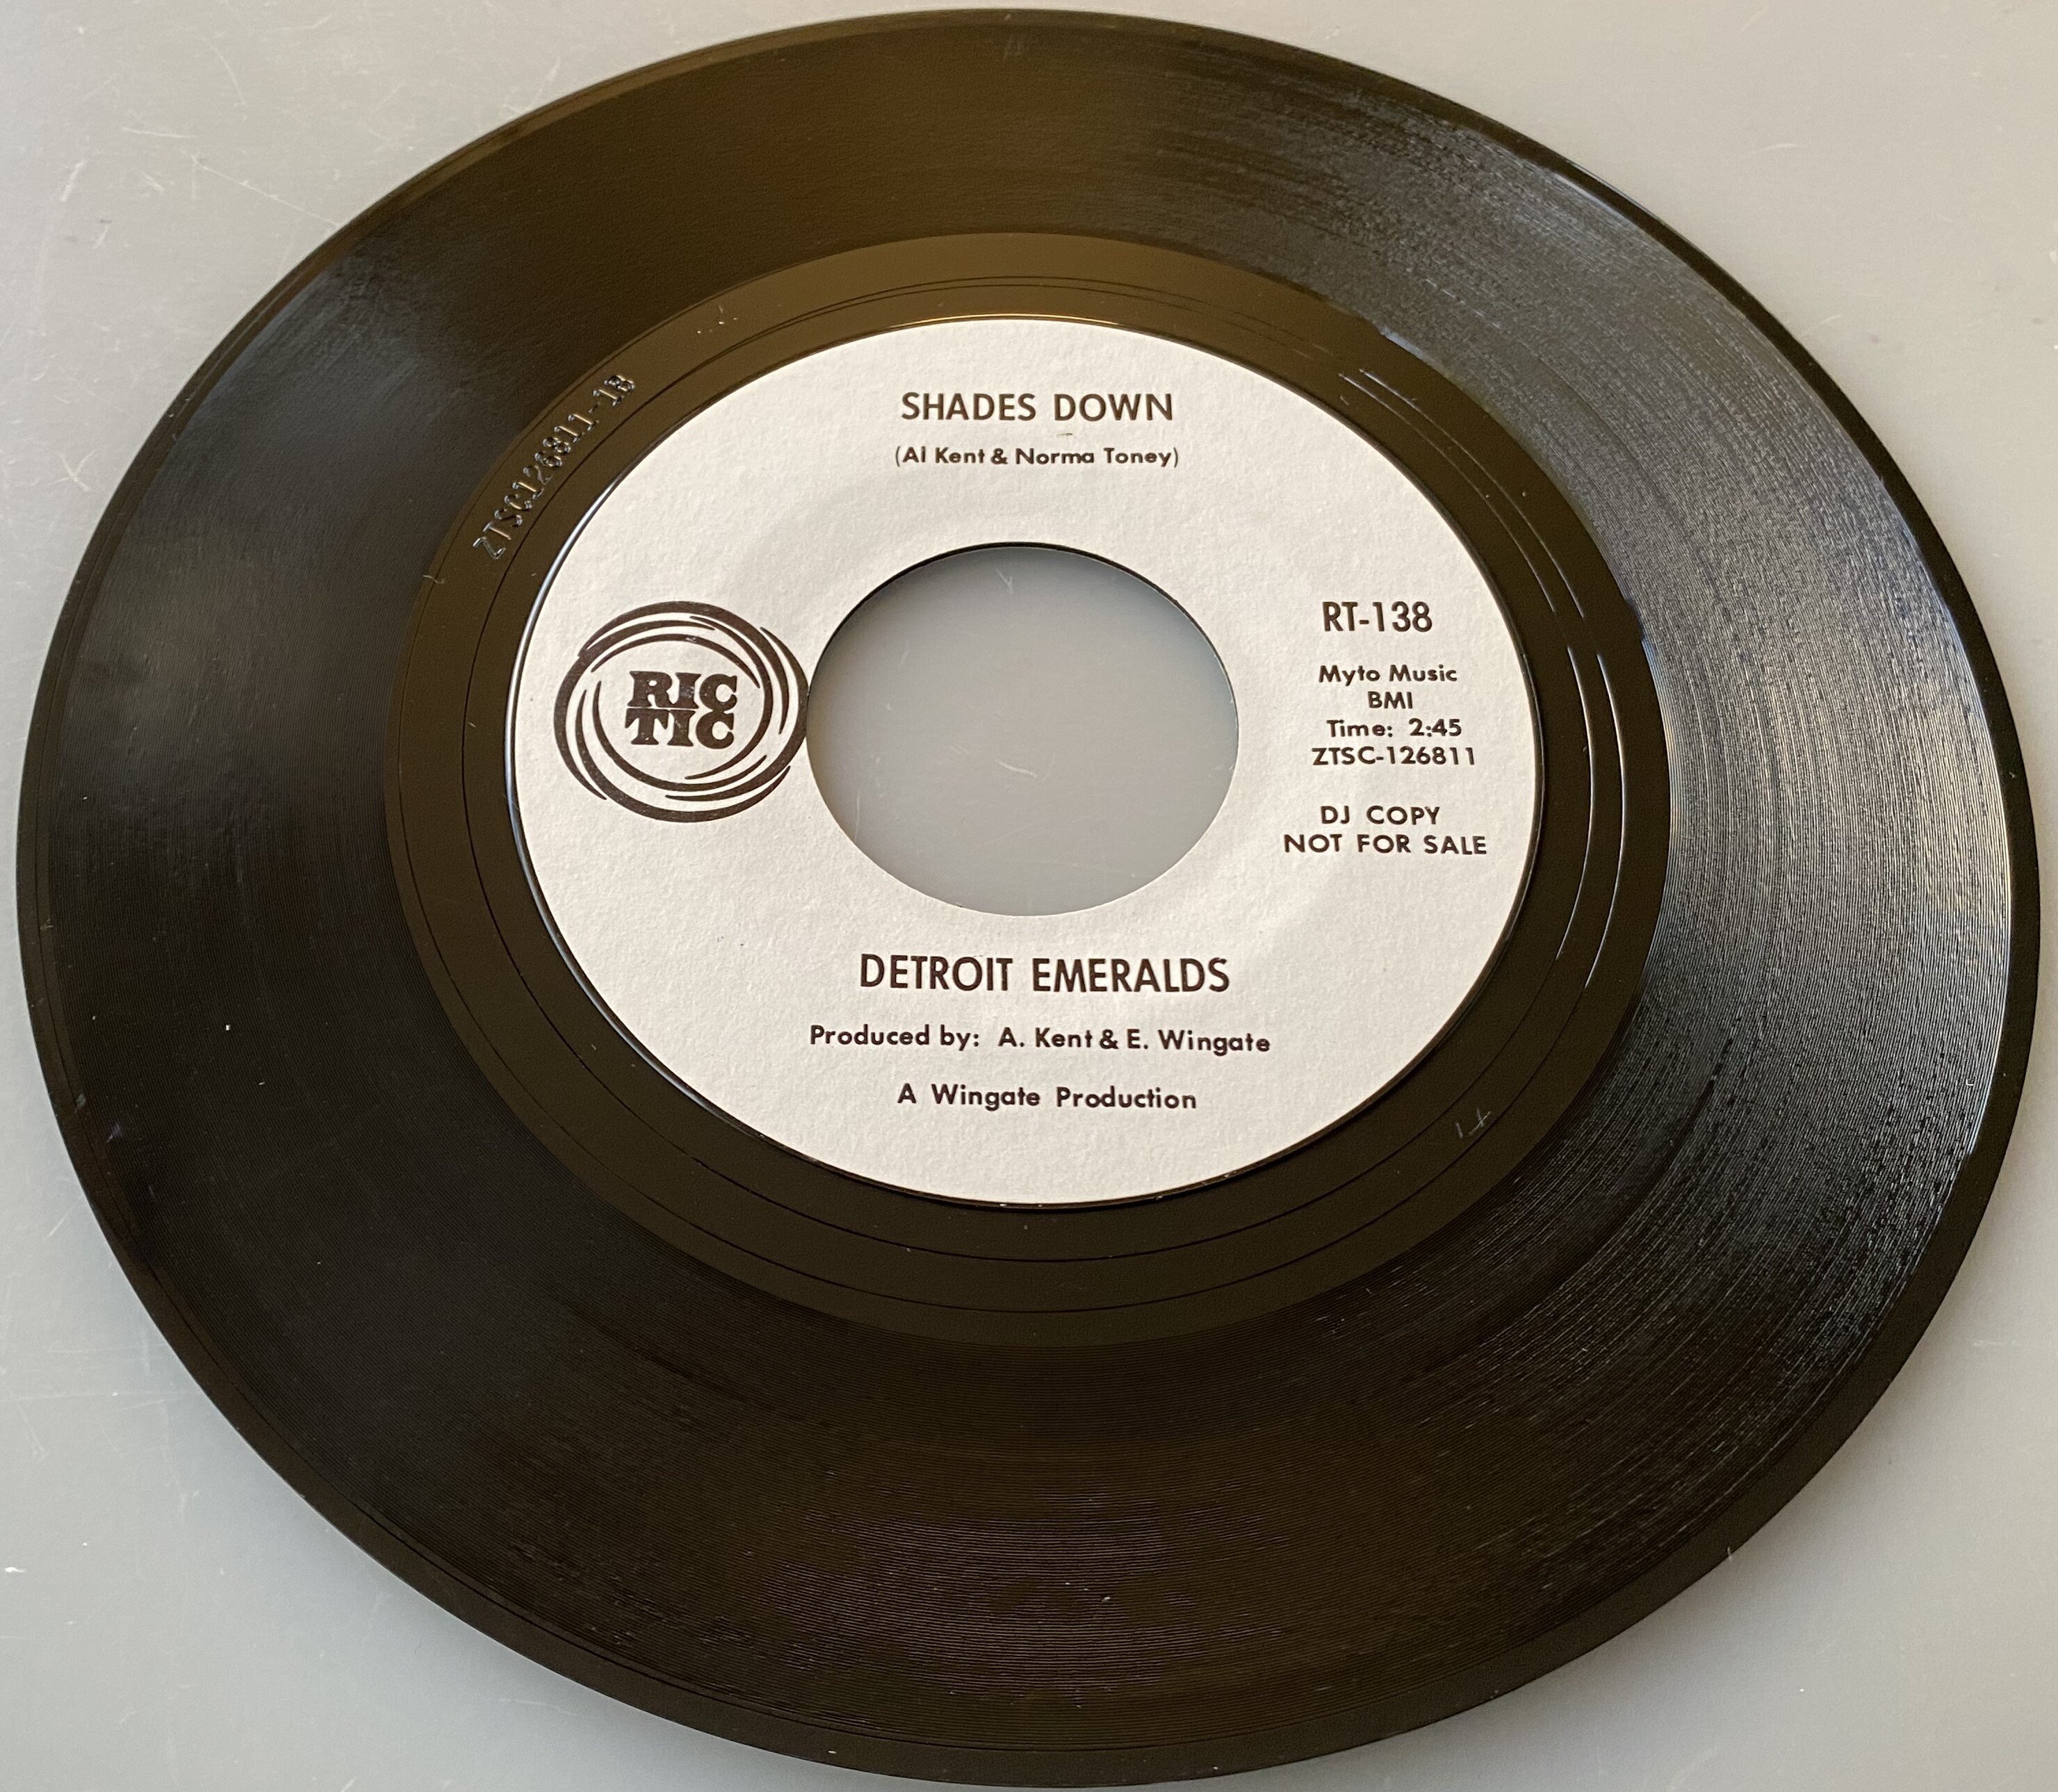 SHADES DOWN
(Al Kent & Norma Toney)
ZTSC126811-1B
RIC
TIC
RT-138
Myto Music
BMI
Time: 2:45
ZTSC-126811
DJ COPY
NOT FOR SALE
DETROIT EMERALDS
Produced by: A. Kent & E. Wingate
A Wingate Production